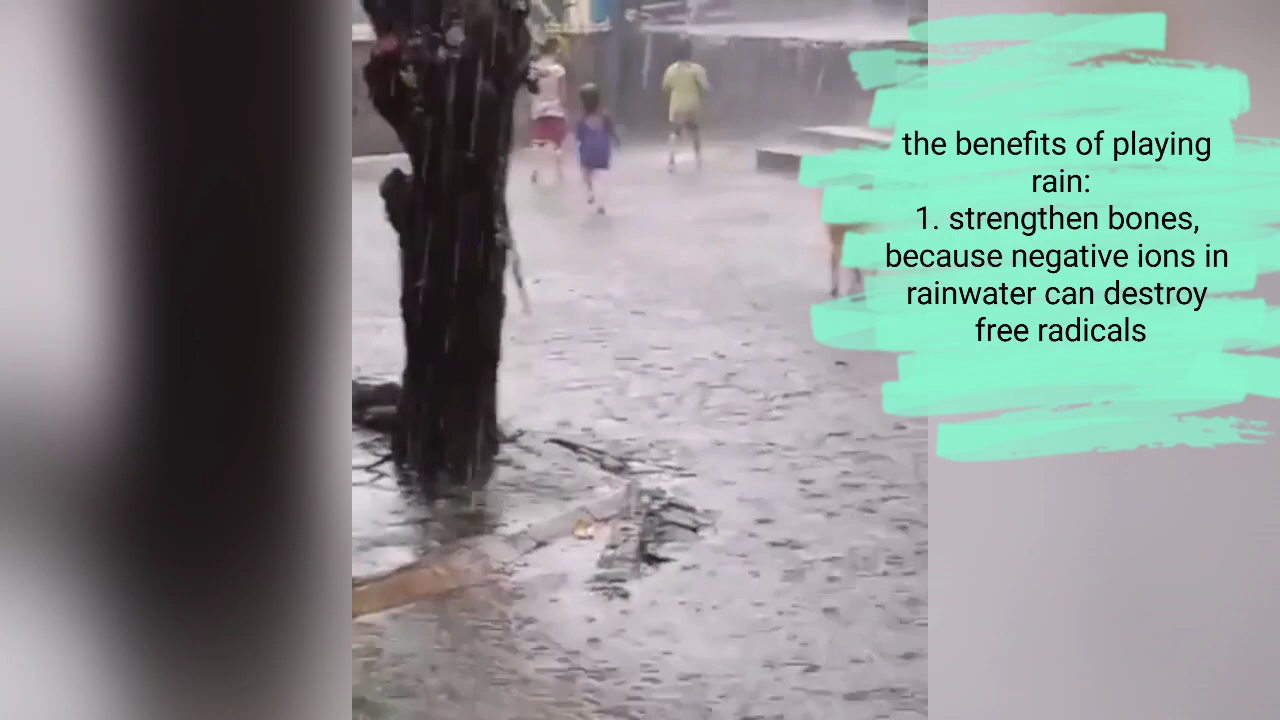 the benefits of playing
rain:
1. strengthen bones,
because negative ions in
rainwater can destroy
free radicals